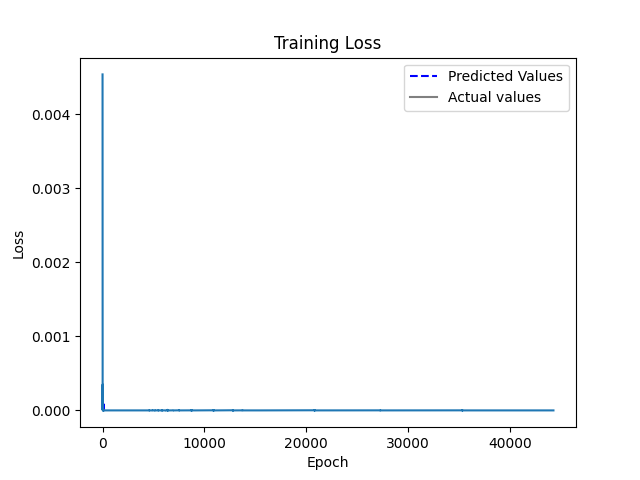 Training Loss
Predicted Values
Actual values
0.004
0.003
0.002
0.001
0.000
Loss
0 10000 20000 30000 40000
Epoch